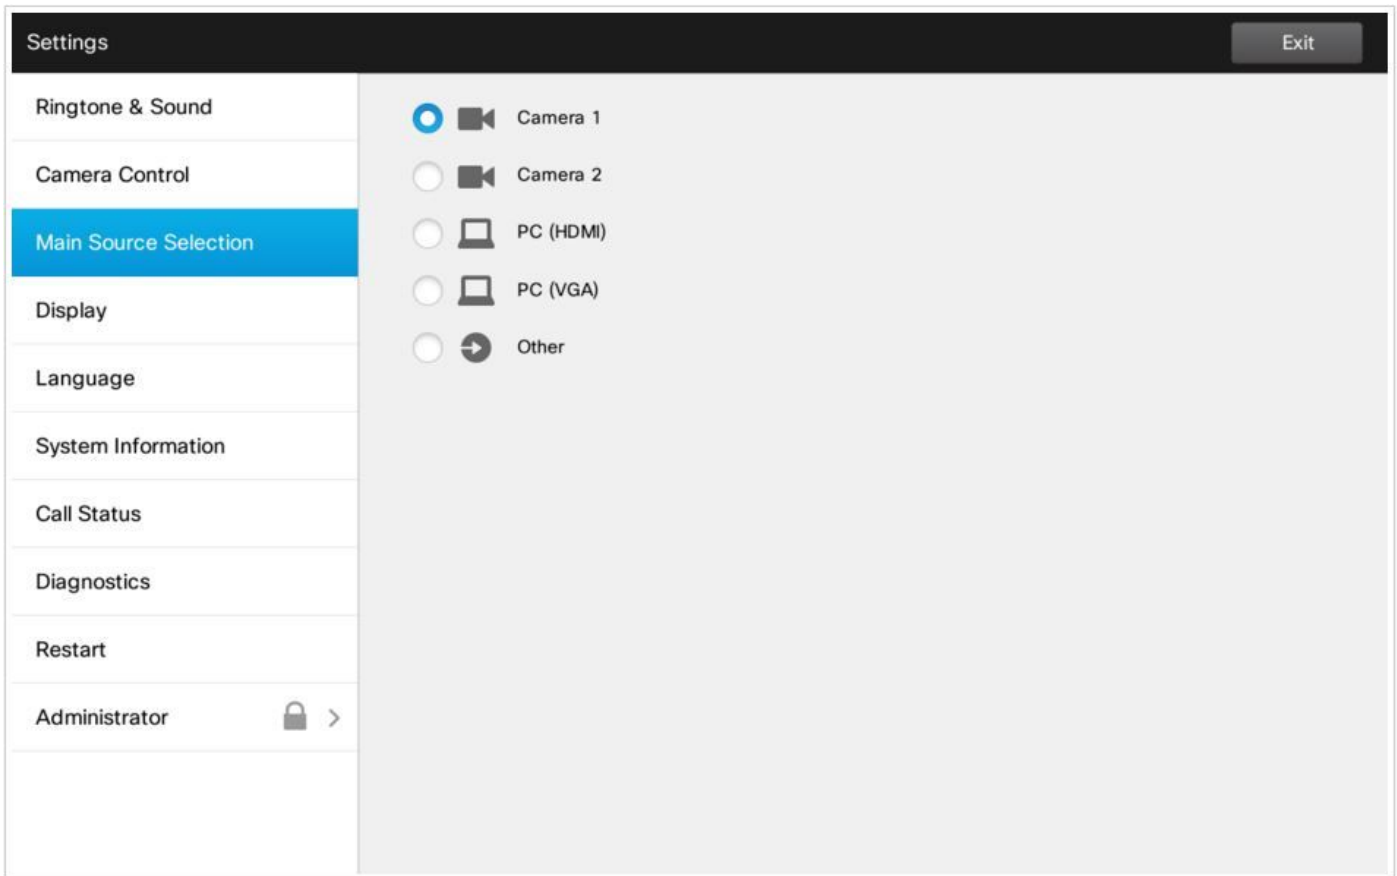 Settings
Exit
Ringtone & Sound
Camera Control
Main Source Selection
Display
Language
System Information
Call Status
Diagnostics
Restart
Administrator
Camera 1
Camera 2
PC (HDMI)
PC (VGA)
Other